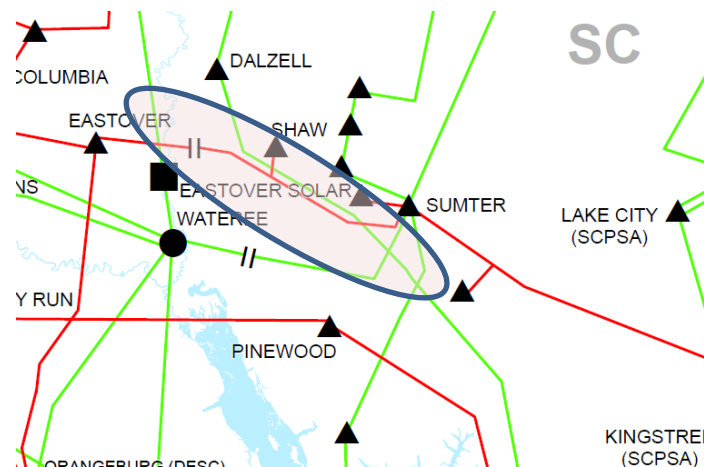 SC
DALZELL
COLUMBIA
EASTOVER
SHAW
NS
EASTOVER SOLAR
SUMTER
WATEREE
LAKE CITY
(SCPSA)
Y RUN
PINEWOOD
KINGSTREE
(SCPSA)
ORANGEBURG (DESC)